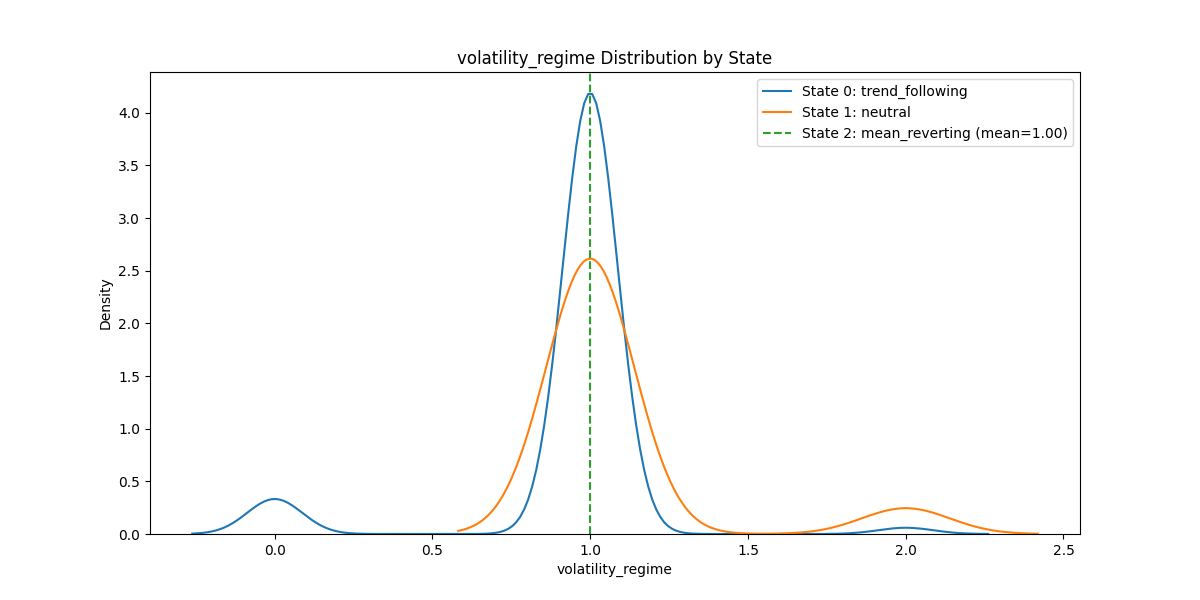 volatility_regime Distribution by State
State 0: trend_following
State 1: neutral
State 2: mean_reverting (mean=1.00)
Density
4.0
3.5
3.0
2.5
2.0
1.5
1.0
0.5
0.0
0.0 0.5 1.0 1.5 2.0 2.5
volatility_regime